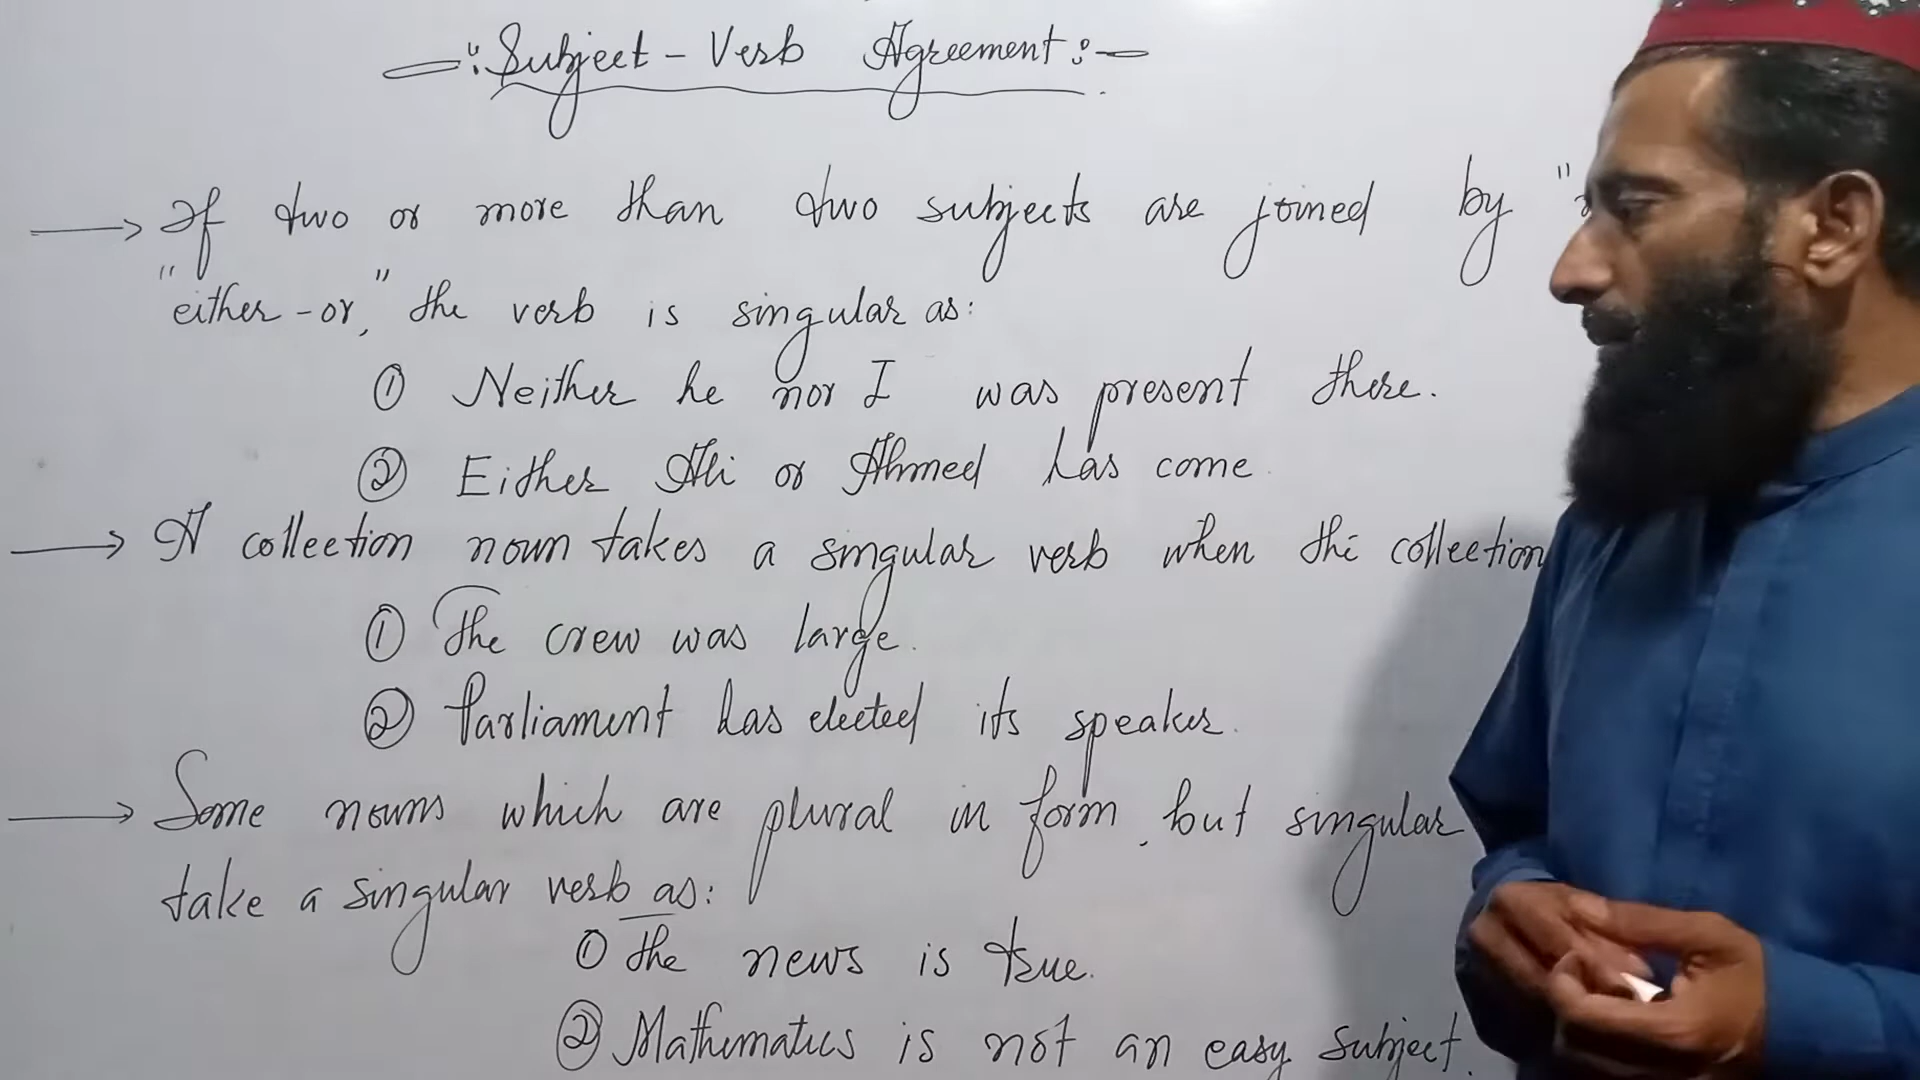 Subject - Verb Agreement :-
If two or more than two subjects are joined by "
"either - or," the verb is singular as:
① Neither he nor I was present there.
② Either Ali or Ahmed has come
A collection noun takes a singular verb when the collection
① The crew was large.
② Parliament has elected its speaker.
Some nouns which are plural in form, but singular
take a singular verb as:
① The news is true.
② Mathematics is not an easy subject.